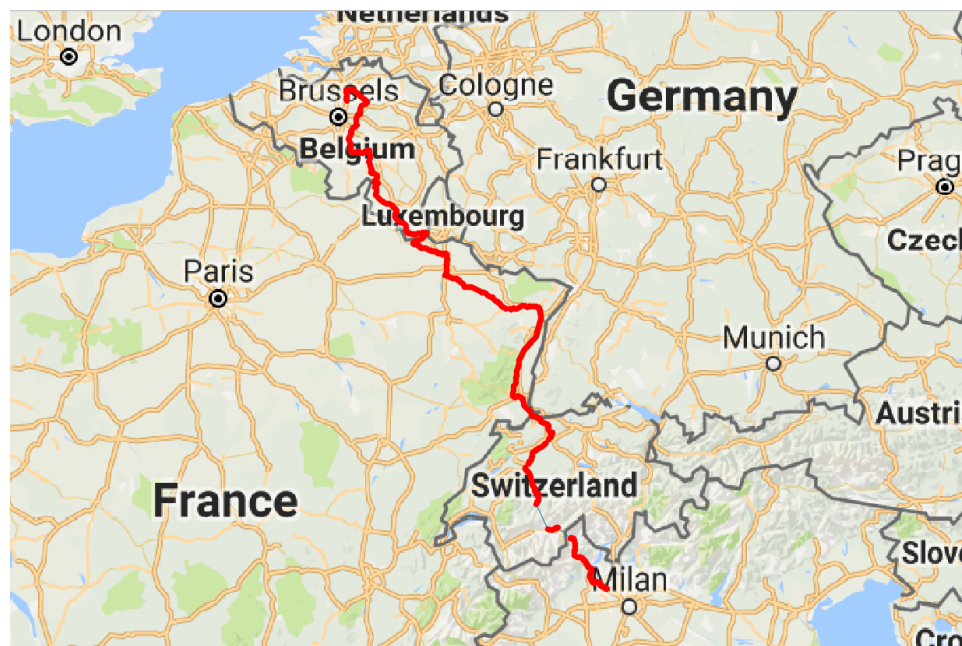 Netherlands
London
Brussels
Cologne
Germany
Belgium
Frankfurt
Prag
Luxembourg
Czech
Paris
Munich
Austri
Switzerland
France
Slove
Milan
Cro